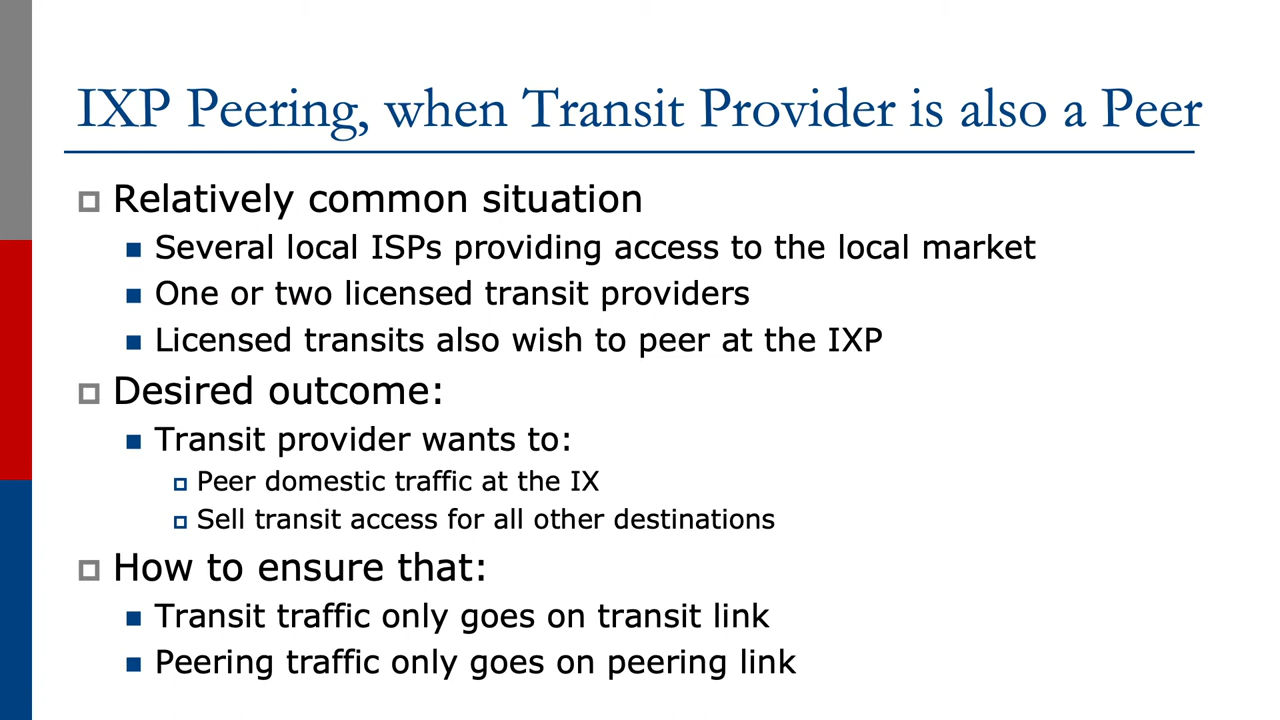 IXP Peering, when Transit Provider is also a Peer
Relatively common situation
Several local ISPs providing access to the local market
One or two licensed transit providers
Licensed transits also wish to peer at the IXP
Desired outcome:
Transit provider wants to:
Peer domestic traffic at the IX
Sell transit access for all other destinations
How to ensure that:
Transit traffic only goes on transit link
Peering traffic only goes on peering link